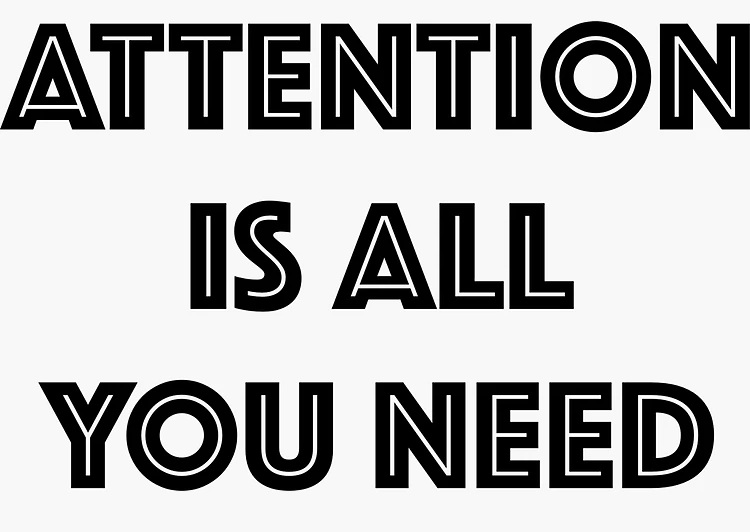 ATTENTION
IS ALL
YOU NEED